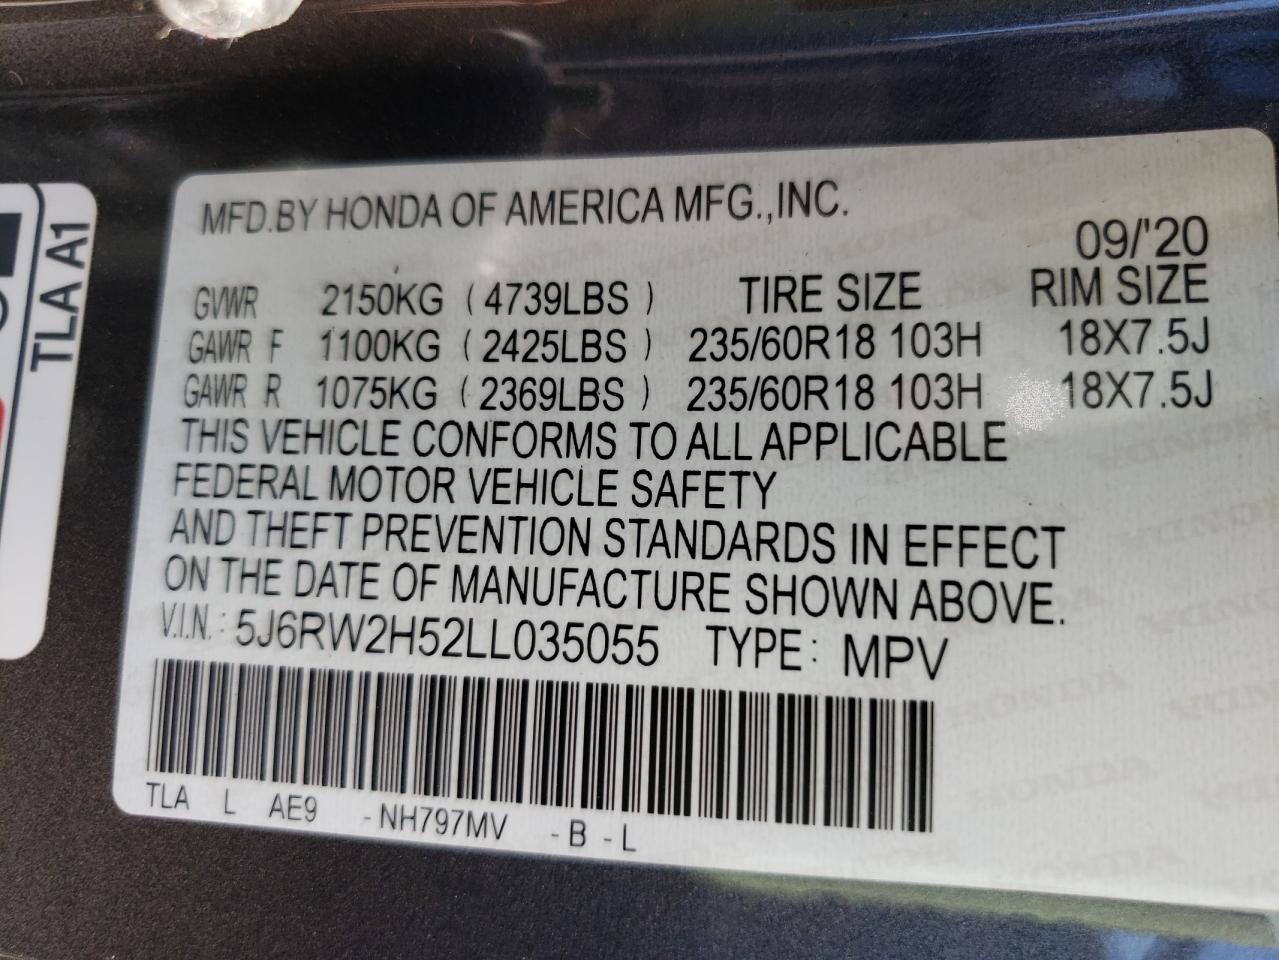 MFD.BY HONDA OF AMERICA MFG.,INC.
09/'20
GVWR 2150KG ( 4739LBS ) TIRE SIZE RIM SIZE
GAWR F 1100KG ( 2425LBS ) 235/60R18 103H 18X7.5J
GAWR R 1075KG ( 2369LBS ) 235/60R18 103H 18X7.5J
THIS VEHICLE CONFORMS TO ALL APPLICABLE
FEDERAL MOTOR VEHICLE SAFETY
AND THEFT PREVENTION STANDARDS IN EFFECT
ON THE DATE OF MANUFACTURE SHOWN ABOVE.
V.I.N.: 5J6RW2H52LL035055 TYPE: MPV
TLA L AE9 -NH797MV -B-L
TLA A1